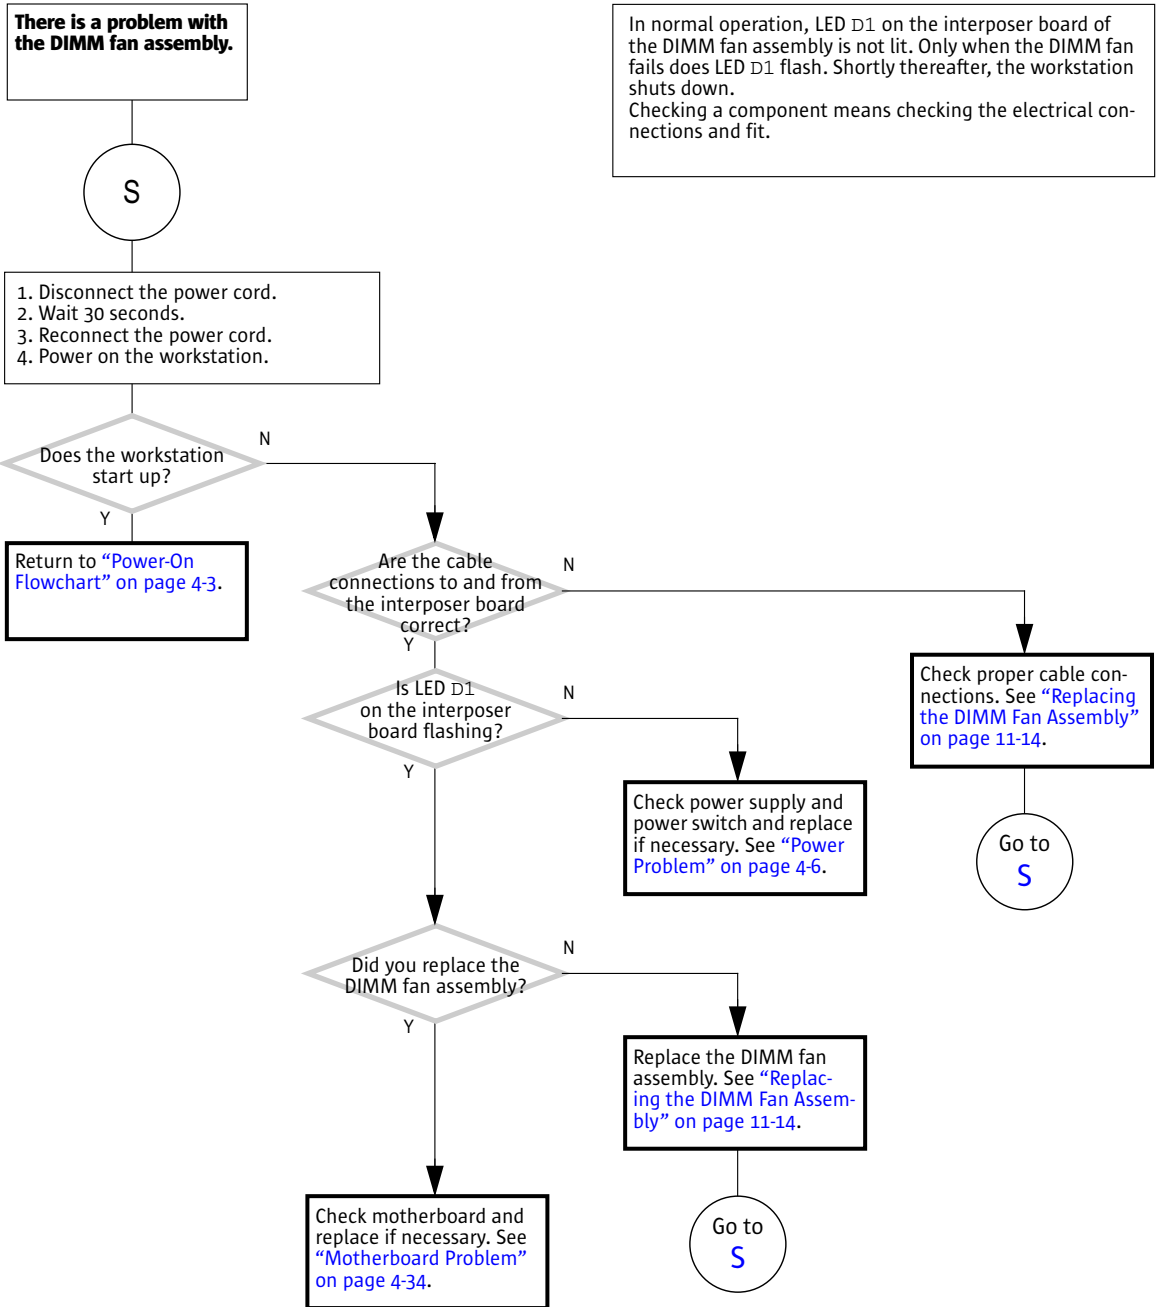 There is a problem with
the DIMM fan assembly.
In normal operation, LED D1 on the interposer board of
the DIMM fan assembly is not lit. Only when the DIMM fan
fails does LED D1 flash. Shortly thereafter, the workstation
shuts down.
Checking a component means checking the electrical con-
nections and fit.
S
1. Disconnect the power cord.
2. Wait 30 seconds.
3. Reconnect the power cord.
4. Power on the workstation.
Does the workstation
start up?
N
Y
Return to “Power-On
Flowchart” on page 4-3.
Are the cable
connections to and from
the interposer board
correct?
N
Y
Check proper cable con-
nections. See “Replacing
the DIMM Fan Assembly”
on page 11-14.
Go to
S
Is LED D1
on the interposer
board flashing?
N
Y
Check power supply and
power switch and replace
if necessary. See “Power
Problem” on page 4-6.
Did you replace the
DIMM fan assembly?
N
Y
Replace the DIMM fan
assembly. See “Replac-
ing the DIMM Fan Assem-
bly” on page 11-14.
Go to
S
Check motherboard and
replace if necessary. See
“Motherboard Problem”
on page 4-34.